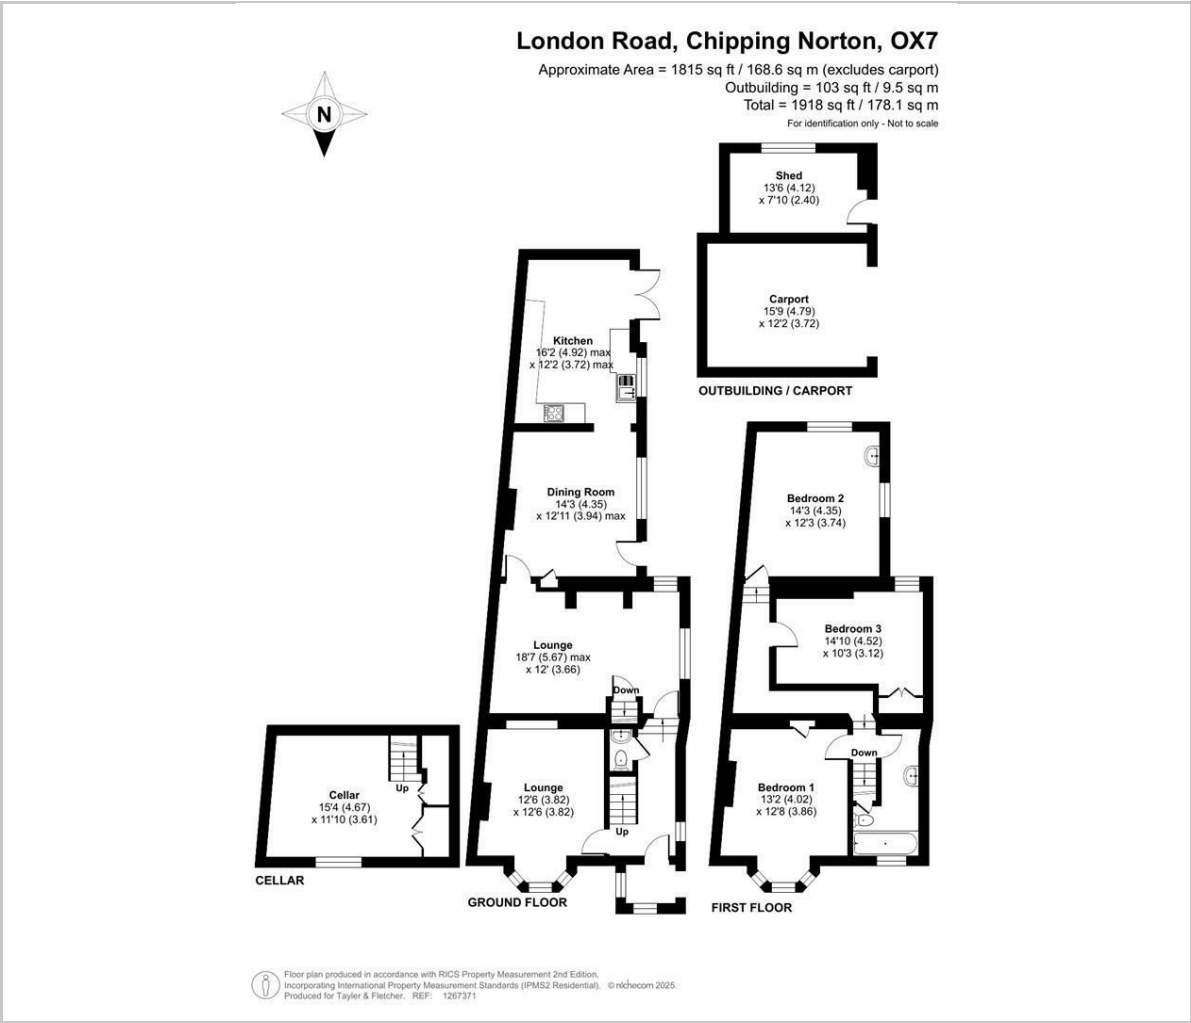 London Road, Chipping Norton, OX7
Approximate Area = 1815 sq ft / 168.6 sq m (excludes carport)
Outbuilding = 103 sq ft / 9.5 sq m
Total = 1918 sq ft / 178.1 sq m
For identification only - Not to scale
N
Shed
13'6 (4.12)
x 7'10 (2.40)
Carport
15'9 (4.79)
x 12'2 (3.72)
OUTBUILDING / CARPORT
Kitchen
16'2 (4.92) max
x 12'2 (3.72) max
Dining Room
14'3 (4.35)
x 12'11 (3.94) max
Lounge
18'7 (5.67) max
x 12' (3.66)
Down
Lounge
12'6 (3.82)
x 12'6 (3.82)
Up
GROUND FLOOR
Bedroom 2
14'3 (4.35)
x 12'3 (3.74)
Bedroom 3
14'10 (4.52)
x 10'3 (3.12)
Down
Bedroom 1
13'2 (4.02)
x 12'8 (3.86)
FIRST FLOOR
Cellar
15'4 (4.67)
x 11'10 (3.61)
Up
CELLAR
Floor plan produced in accordance with RICS Property Measurement 2nd Edition,
Incorporating International Property Measurement Standards (IPMS2 Residential). © nichecom 2025.
Produced for Tayler & Fletcher. REF: 1267371